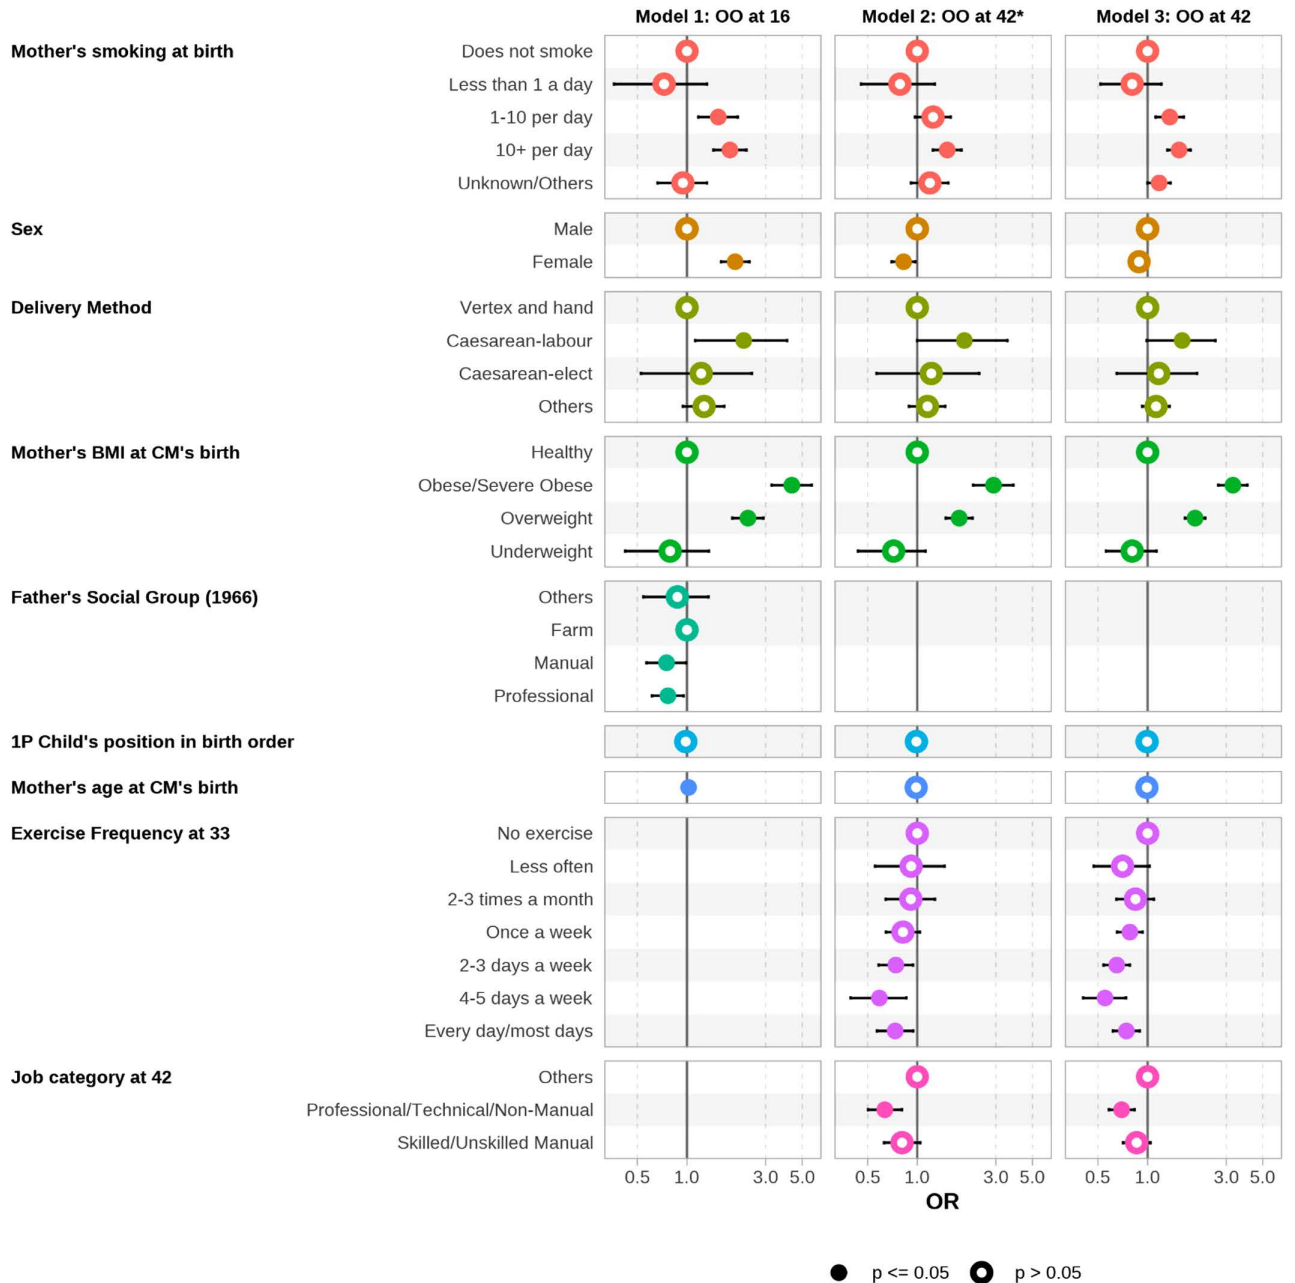 Model 1: OO at 16 Model 2: OO at 42* Model 3: OO at 42
Mother's smoking at birth Does not smoke
Less than 1 a day
1-10 per day
10+ per day
Unknown/Others
Sex Male
Female
Delivery Method Vertex and hand
Caesarean-labour
Caesarean-elect
Others
Mother's BMI at CM's birth Healthy
Obese/Severe Obese
Overweight
Underweight
Father's Social Group (1966) Others
Farm
Manual
Professional
1P Child's position in birth order
Mother's age at CM's birth
Exercise Frequency at 33 No exercise
Less often
2-3 times a month
Once a week
2-3 days a week
4-5 days a week
Every day/most days
Job category at 42 Others
Professional/Technical/Non-Manual
Skilled/Unskilled Manual
0.5 1.0 3.0 5.0 0.5 1.0 3.0 5.0 0.5 1.0 3.0 5.0
OR
p <= 0.05 p > 0.05